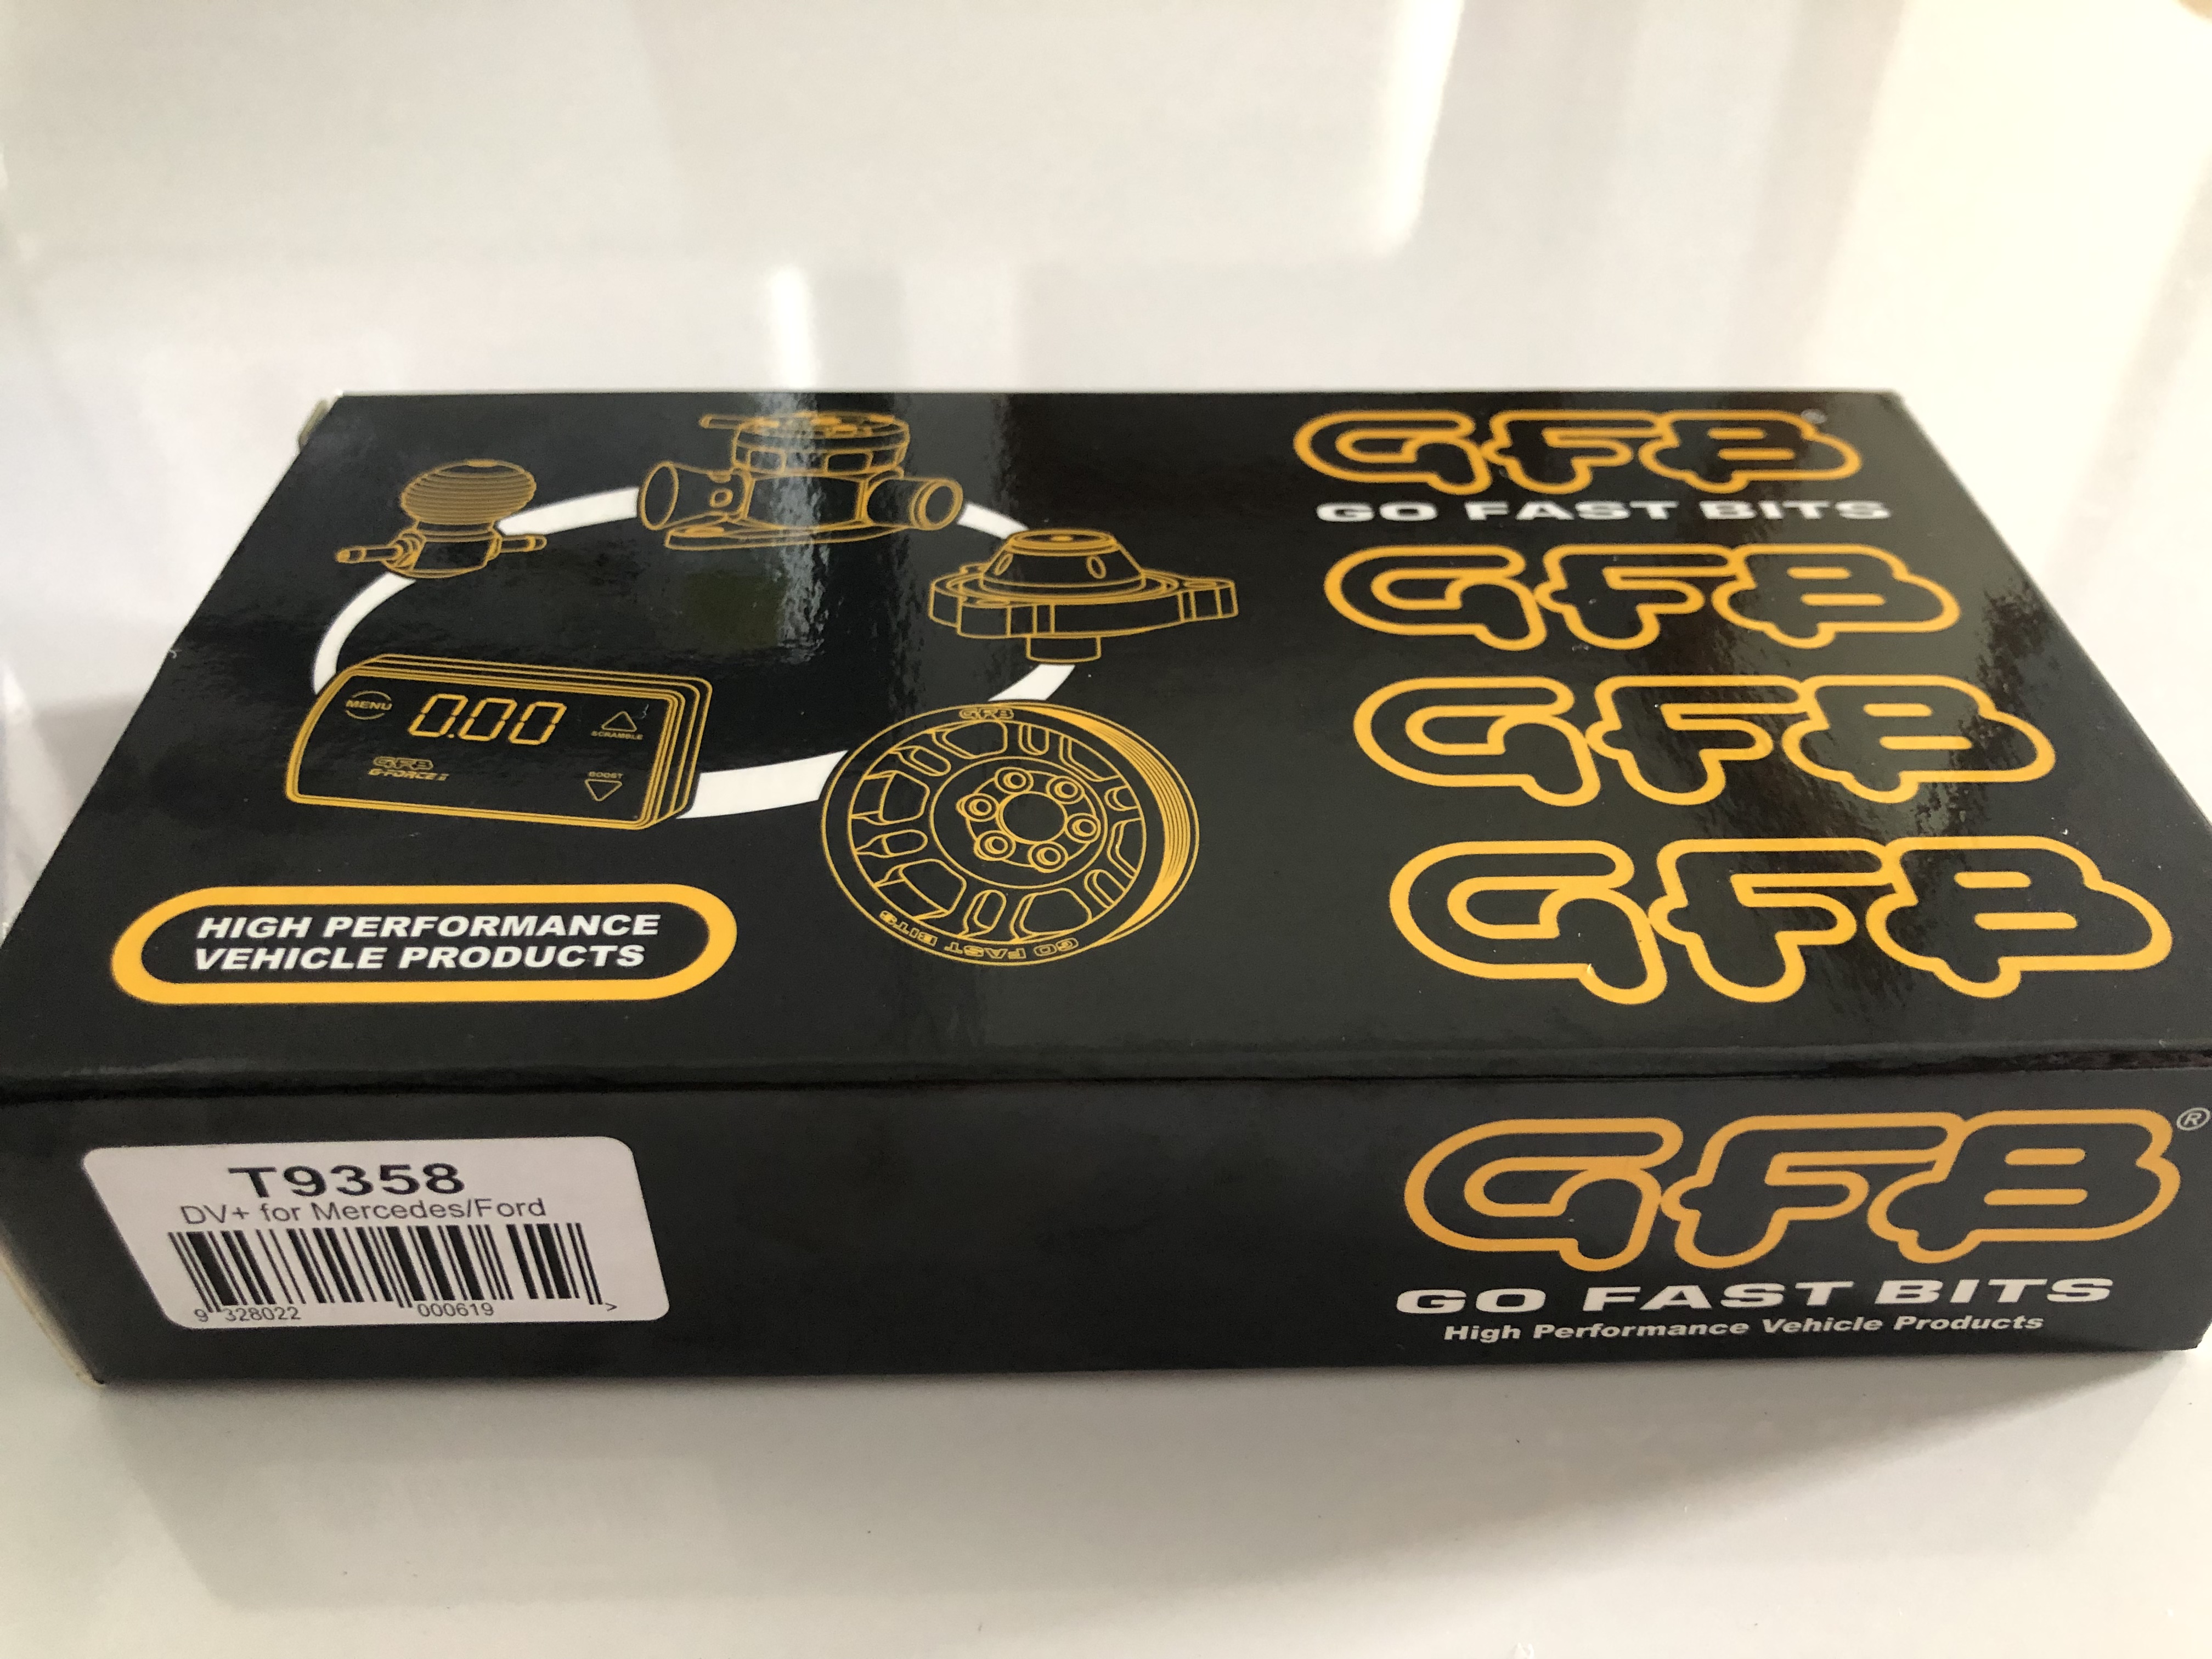 GFB®
GO FAST BITS
GFB
GFB
GFB
MENU
0.00
SCRAMBLE
GFB
G-FORCE II
BOOST
GFB
GO FAST BITS
HIGH PERFORMANCE
VEHICLE PRODUCTS
T9358
DV+ for Mercedes/Ford
9 328022 000619 >
GFB®
GO FAST BITS
High Performance Vehicle Products